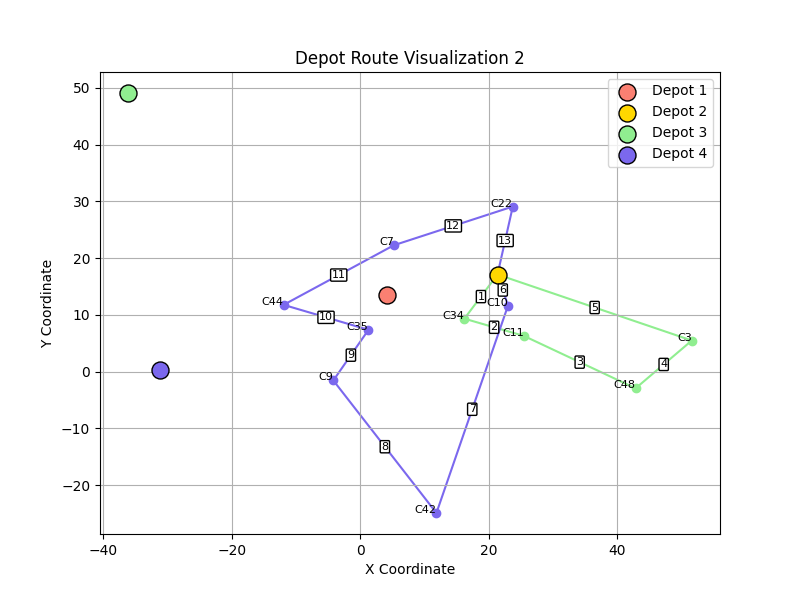 Depot Route Visualization 2
Depot 1
Depot 2
Depot 3
Depot 4
Y Coordinate
50
40
30
20
10
0
−10
−20
C22
12
C7
13
11
6
1
C44
C10
5
10
C34
C35
2
C11
C3
9
3
4
C9
C48
7
8
C42
−40
−20
0
20
40
X Coordinate